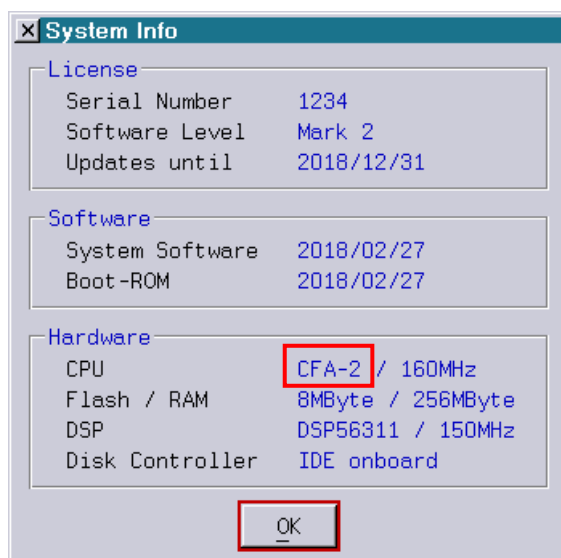 System Info
License
Serial Number 1234
Software Level Mark 2
Updates until 2018/12/31
Software
System Software 2018/02/27
Boot-ROM 2018/02/27
Hardware
CPU CFA-2 / 160MHz
Flash / RAM 8MByte / 256MByte
DSP DSP56311 / 150MHz
Disk Controller IDE onboard
OK